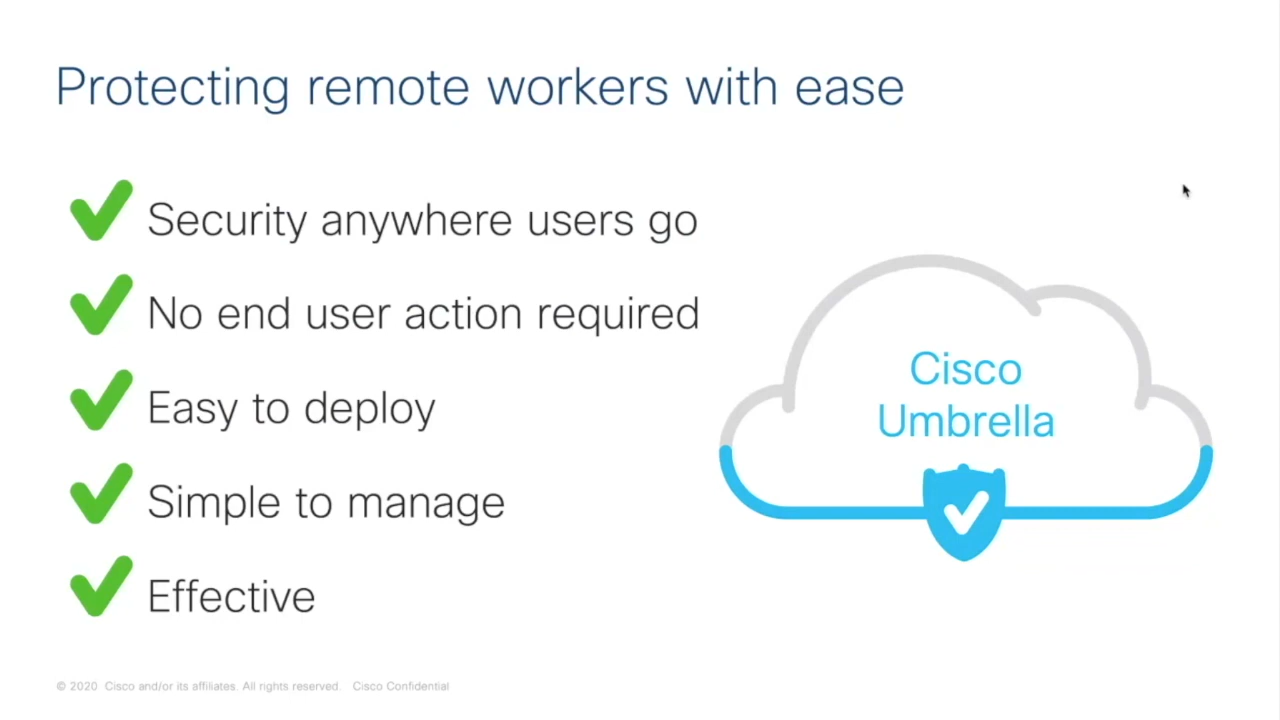 Protecting remote workers with ease
Security anywhere users go
No end user action required
Easy to deploy
Simple to manage
Effective
Cisco
Umbrella
© 2020 Cisco and/or its affiliates. All rights reserved. Cisco Confidential